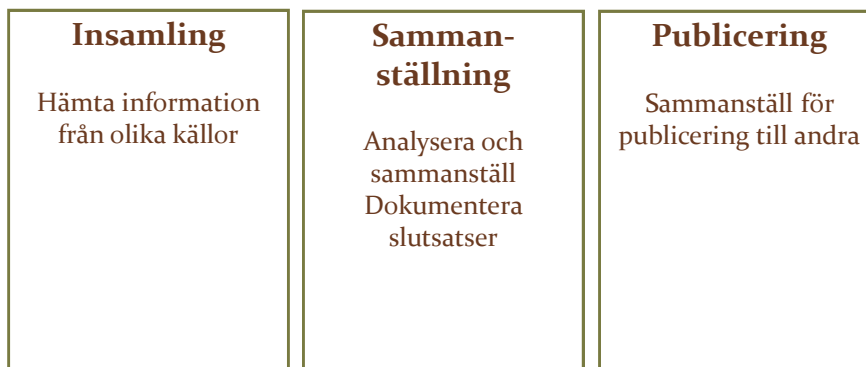 Insamling
Hämta information
från olika källor
Samman-
ställning
Analysera och
sammanställ
Dokumentera
slutsatser
Publicering
Sammanställ för
publicering till andra